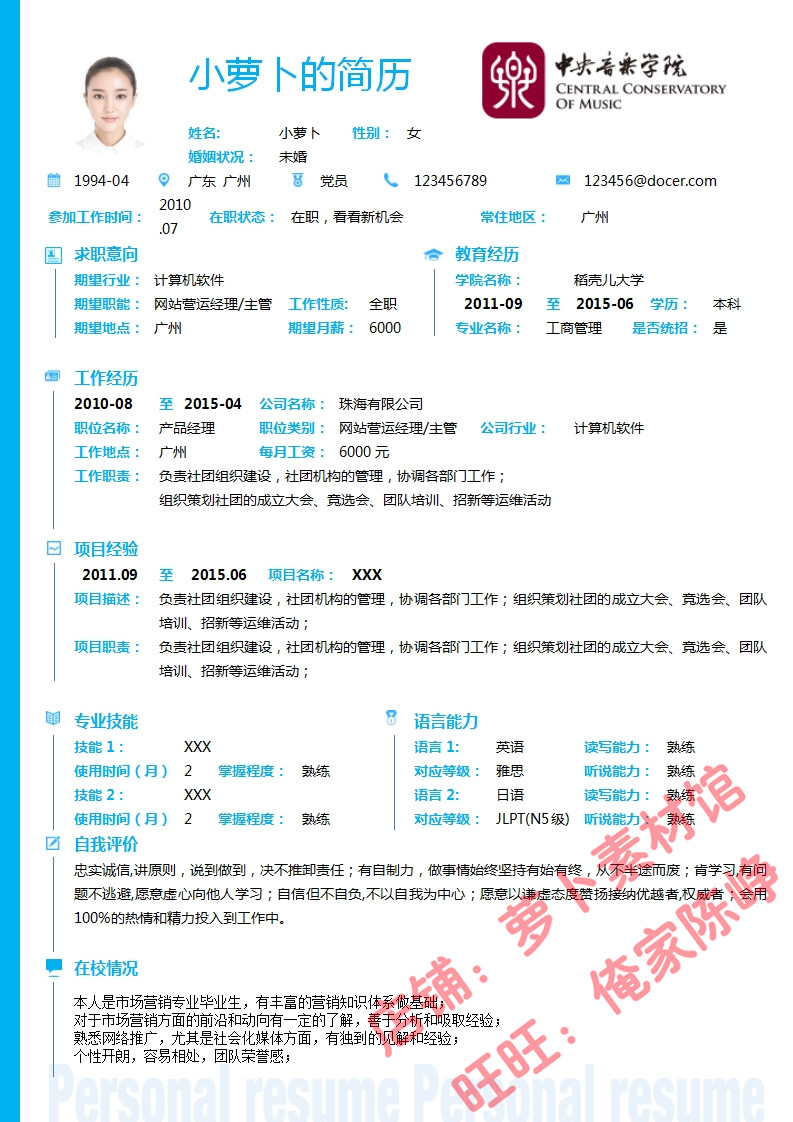 小萝卜的简历
中央音乐学院
CENTRAL CONSERVATORY
OF MUSIC
姓名: 小萝卜 性别： 女
婚姻状况： 未婚
1994-04 广东 广州 党员 123456789 123456@docer.com
参加工作时间： 2010.07 在职状态： 在职，看看新机会 常住地区： 广州
求职意向
期望行业： 计算机软件
期望职能： 网站营运经理/主管 工作性质: 全职
期望地点： 广州 期望月薪： 6000
教育经历
学院名称： 稻壳儿大学
2011-09 至 2015-06 学历： 本科
专业名称： 工商管理 是否统招： 是
工作经历
2010-08 至 2015-04 公司名称： 珠海有限公司
职位名称： 产品经理 职位类别： 网站营运经理/主管 公司行业： 计算机软件
工作地点： 广州 每月工资： 6000 元
工作职责： 负责社团组织建设，社团机构的管理，协调各部门工作；
组织策划社团的成立大会、竞选会、团队培训、招新等运维活动
项目经验
2011.09 至 2015.06 项目名称： XXX
项目描述： 负责社团组织建设，社团机构的管理，协调各部门工作；组织策划社团的成立大会、竞选会、团队
培训、招新等运维活动；
项目职责： 负责社团组织建设，社团机构的管理，协调各部门工作；组织策划社团的成立大会、竞选会、团队
培训、招新等运维活动；
专业技能
技能 1： XXX
使用时间（月） 2 掌握程度： 熟练
技能 2： XXX
使用时间（月） 2 掌握程度： 熟练
语言能力
语言 1: 英语 读写能力： 熟练
对应等级： 雅思 听说能力： 熟练
语言 2: 日语 读写能力： 熟练
对应等级： JLPT(N5级) 听说能力： 熟练
自我评价
忠实诚信,讲原则，说到做到，决不推卸责任；有自制力，做事情始终坚持有始有终，从不半途而废；肯学习,有问
题不逃避,愿意虚心向他人学习；自信但不自负,不以自我为中心；愿意以谦虚态度赞扬接纳优越者,权威者；会用
100%的热情和精力投入到工作中。
在校情况
本人是市场营销专业毕业生，有丰富的营销知识体系做基础；
对于市场营销方面的前沿和动向有一定的了解，善于分析和吸取经验；
熟悉网络推广，尤其是社会化媒体方面，有独到的见解和经验；
个性开朗，容易相处，团队荣誉感；
店铺：萝卜素材馆
旺旺：俺家陈峥
Personal resume Personal resume